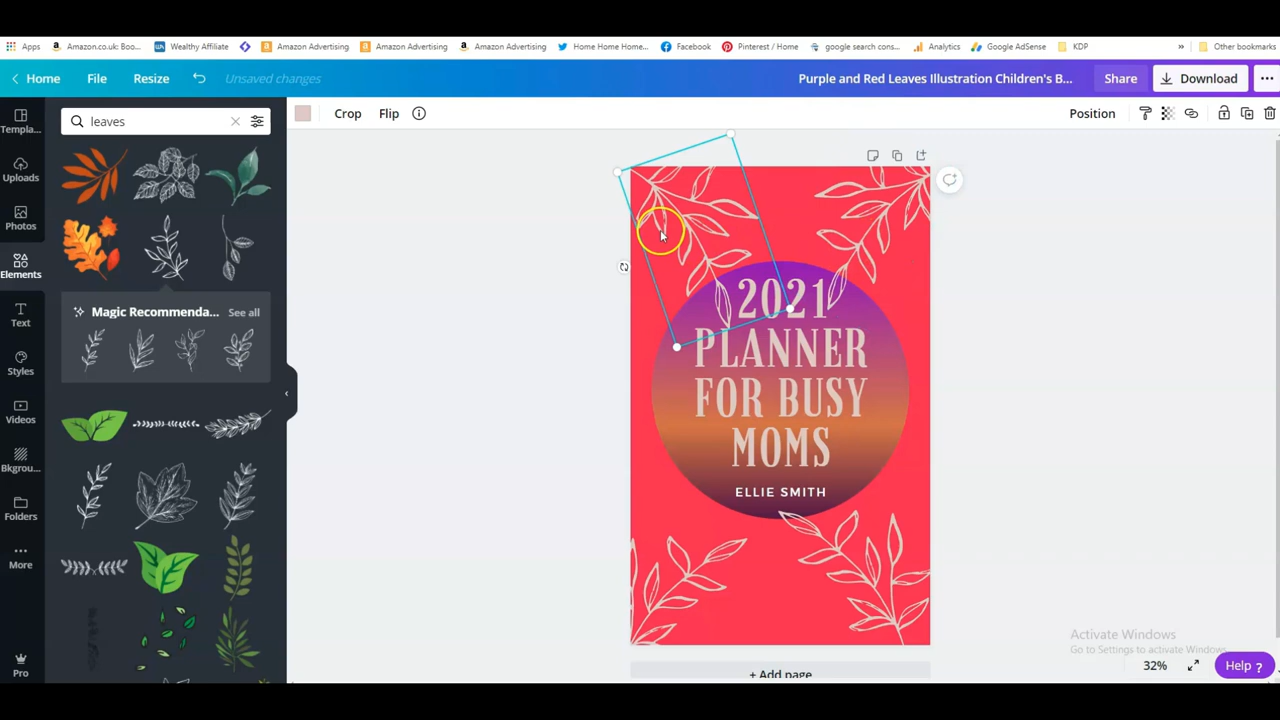 Apps
Amazon.co.uk: Boo...
Wealthy Affiliate
Amazon Advertising
Amazon Advertising
Amazon Advertising
Home Home Home...
Facebook
Pinterest / Home
google search cons...
Analytics
Google AdSense
KDP
»
Other bookmarks
Home
File
Resize
Unsaved changes
Purple and Red Leaves Illustration Children's B...
Share
Download
Templa...
leaves
Crop
Flip
Position
Uploads
Photos
Elements
Text
Styles
Videos
Bkgrou...
Folders
More
Pro
Magic Recommenda...
See all
2021
PLANNER
FOR BUSY
MOMS
ELLIE SMITH
+ Add page
Activate Windows
Go to Settings to activate Windows.
32%
Help ?